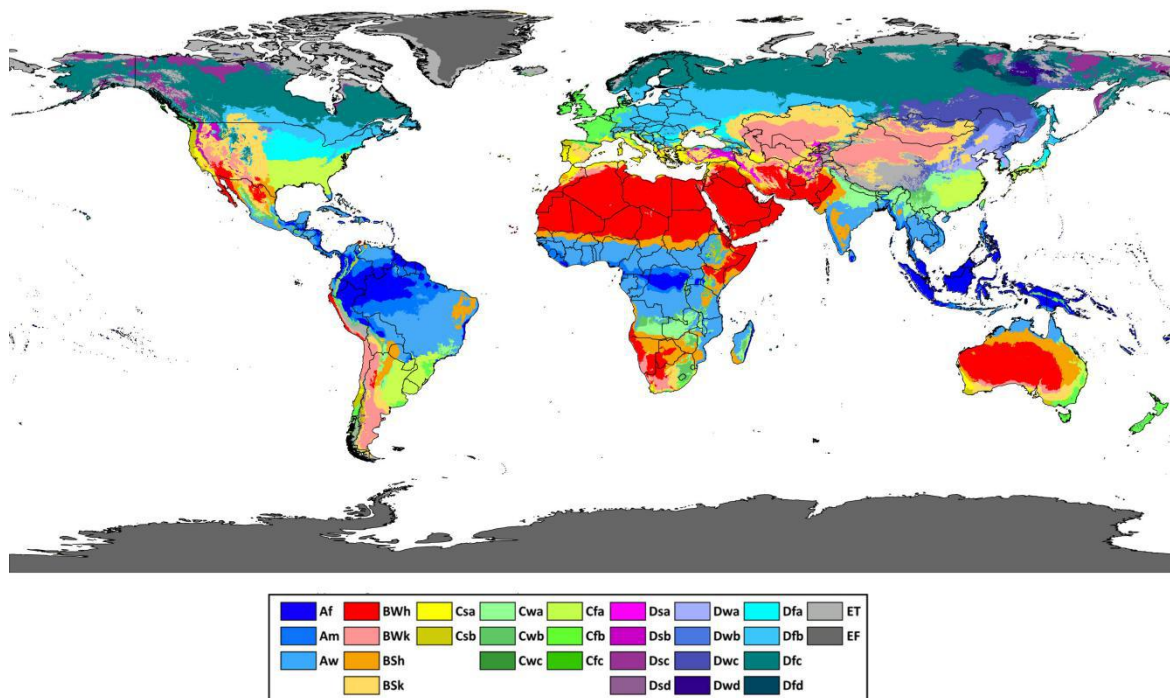 Af BWh Csa Cwa Cfa Dsa Dwa Dfa ET
Am BWk Csb Cwb Cfb Dsb Dwb Dfb EF
Aw BSh Cwc Cfc Dsc Dwc Dfc
BSk Dsd Dwd Dfd